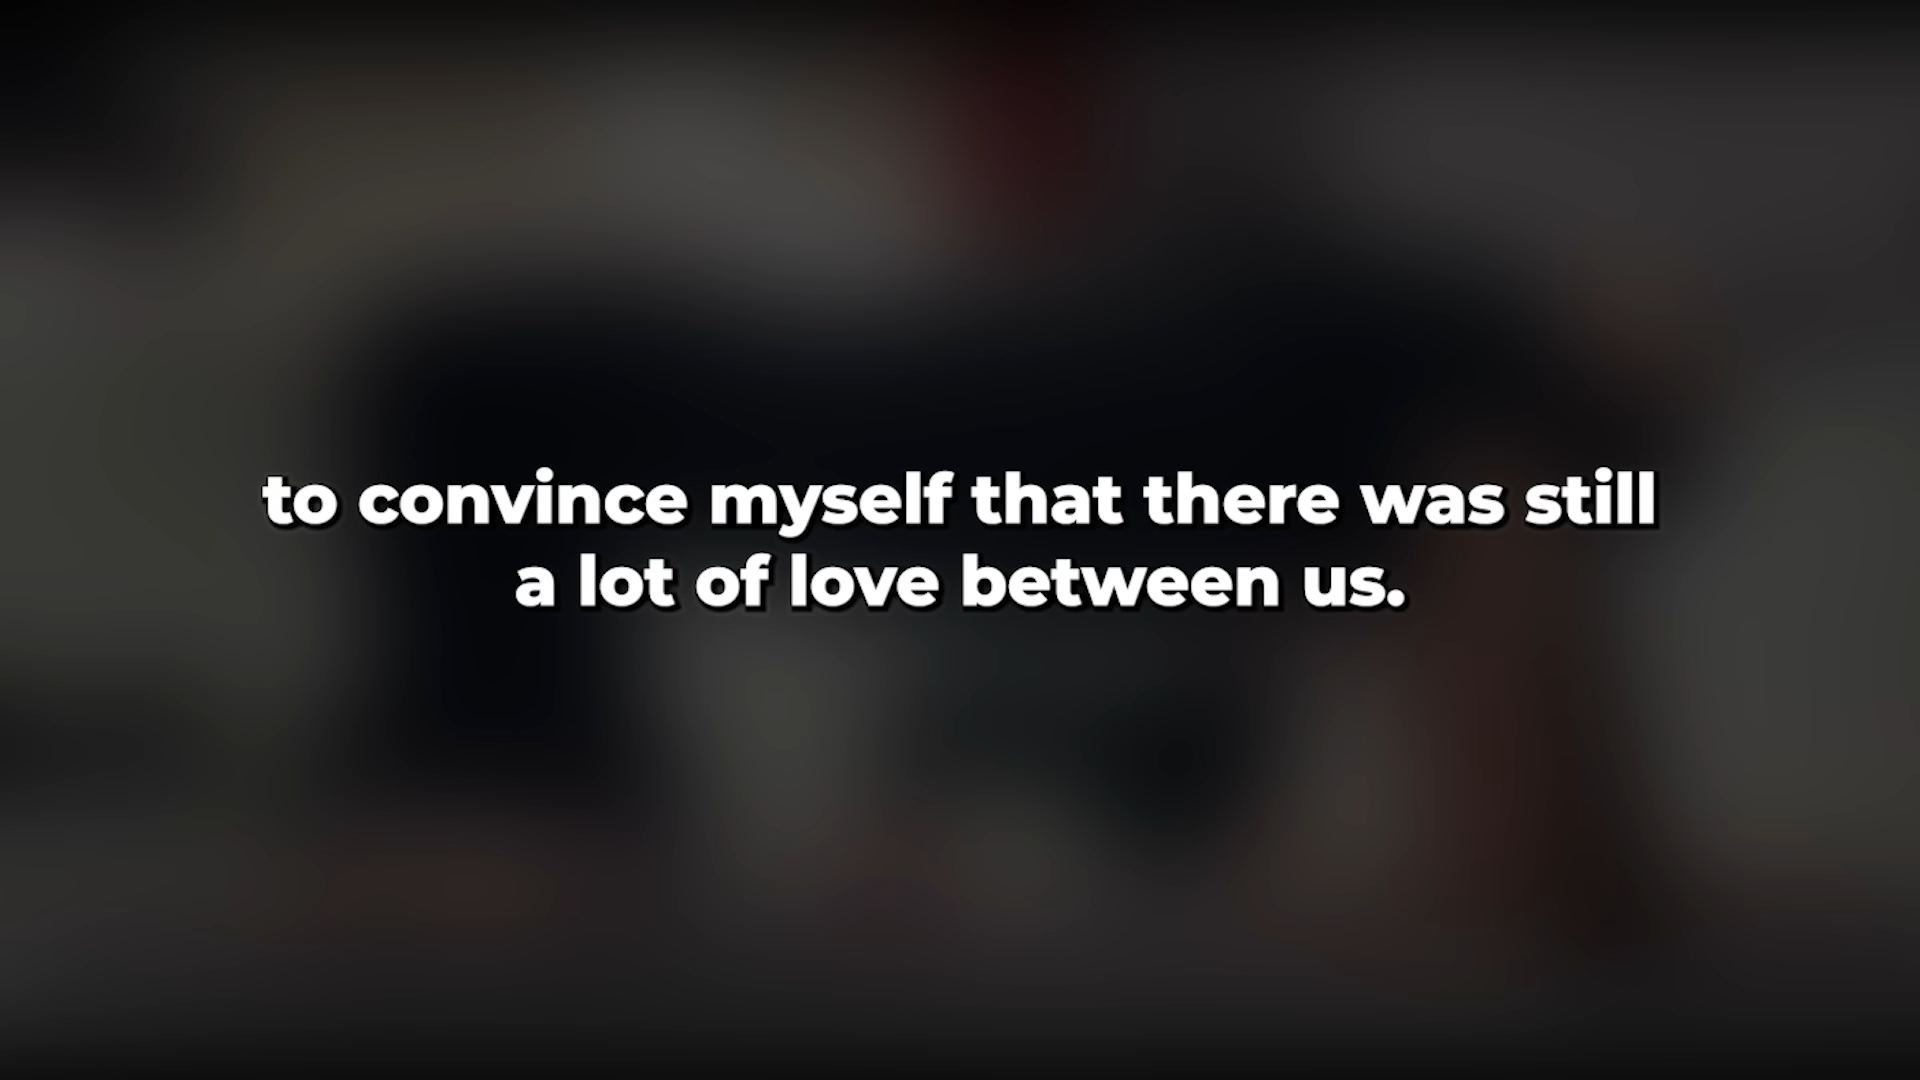 to convince myself that there was still
a lot of love between us.